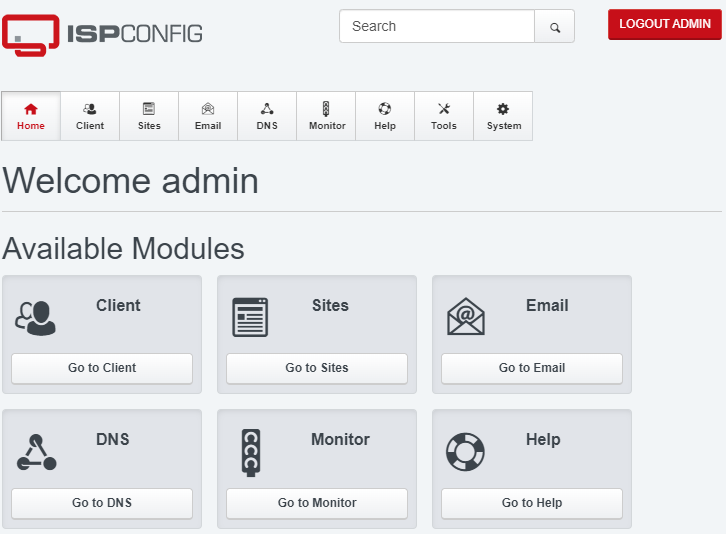 ISPCONFIG
Search
LOGOUT ADMIN
Home Client Sites Email DNS Monitor Help Tools System
Welcome admin
Available Modules
Client Sites Email
Go to Client Go to Sites Go to Email
DNS Monitor Help
Go to DNS Go to Monitor Go to Help